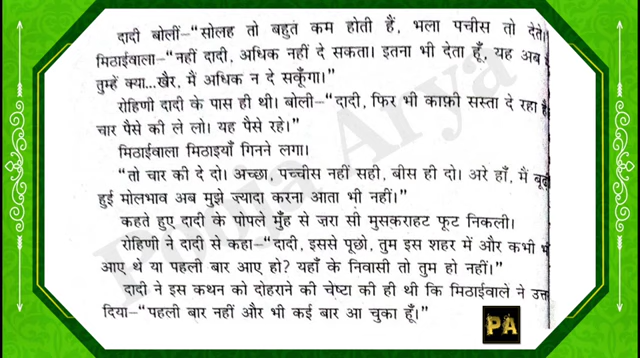 दादी बोलीं-“सोलह तो बहुत कम होती हैं, भला पचीस तो देते।
मिठाईवाला-“नहीं दादी, अधिक नहीं दे सकता। इतना भी देता हूँ, यह अब
तुम्हें क्या...खैर, मैं अधिक न दे सकूँगा।”
रोहिणी दादी के पास ही थी। बोली-“दादी, फिर भी काफ़ी सस्ता दे रहा है
चार पैसे की ले लो। यह पैसे रहे।”
मिठाईवाला मिठाइयाँ गिनने लगा।
“तो चार की दे दो। अच्छा, पच्चीस नहीं सही, बीस ही दो। अरे हाँ, मैं
हुई मोलभाव अब मुझे ज़्यादा करना आता भी नहीं।”
कहते हुए दादी के पोपले मुँह से ज़रा सी मुसकराहट फूट निकली।
रोहिणी ने दादी से कहा-“दादी, इससे पूछो, तुम इस शहर में और कभी
आए थे या पहली बार आए हो? यहाँ के निवासी तो तुम हो नहीं।”
दादी ने इस कथन को दोहराने की चेष्टा की ही थी कि मिठाईवाले ने
दिया-“पहली बार नहीं और भी कई बार आ चुका हूँ।”
PA
Pooja Arya